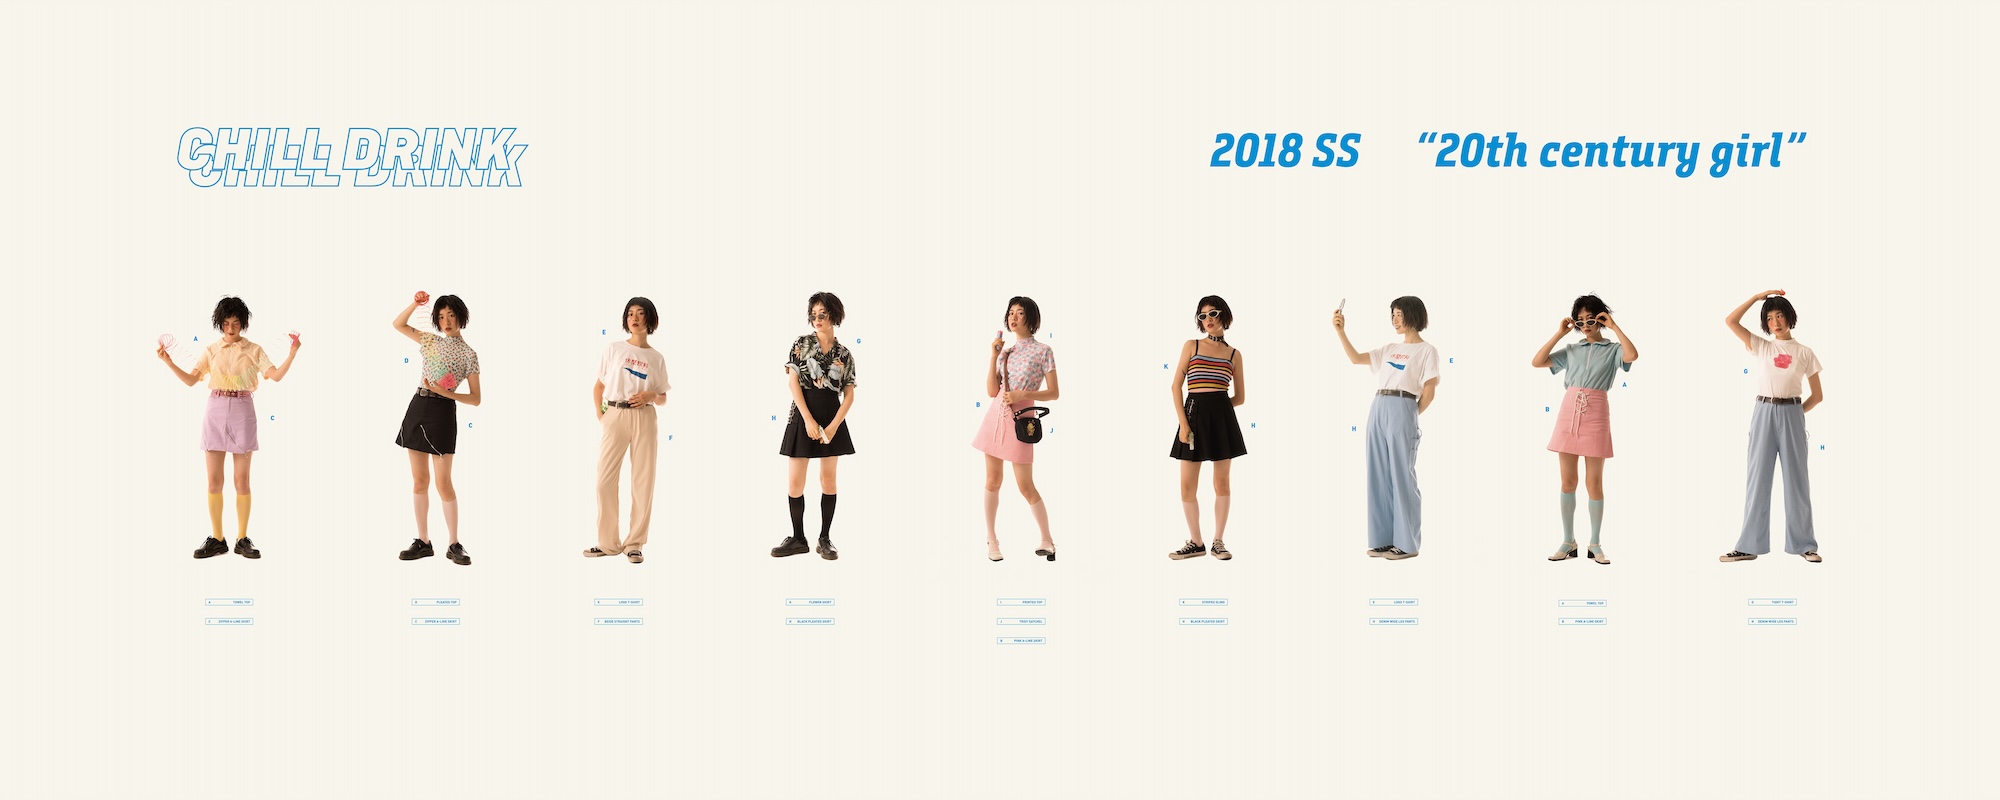 CHILL DRINK
CHILL DRINK
2018 SS “20th century girl”
A
C
D
C
E
F
G
H
I
B
J
K
H
E
H
A
B
G
H
A TOWEL TOP
C ZIPPER A-LINE SKIRT
D PLEATED TOP
C ZIPPER A-LINE SKIRT
E LOGO T-SHIRT
F BEIGE STRAIGHT PANTS
G FLOWER SHIRT
H BLACK PLEATED SKIRT
I PRINTED TOP
J
B PINK A-LINE SKIRT
K STRIPED SLING
H BLACK PLEATED SKIRT
E LOGO T-SHIRT
H DENIM WIDE LEG PANTS
A TOWEL TOP
B PINK A-LINE SKIRT
G T-SHIRT
H DENIM WIDE LEG PANTS